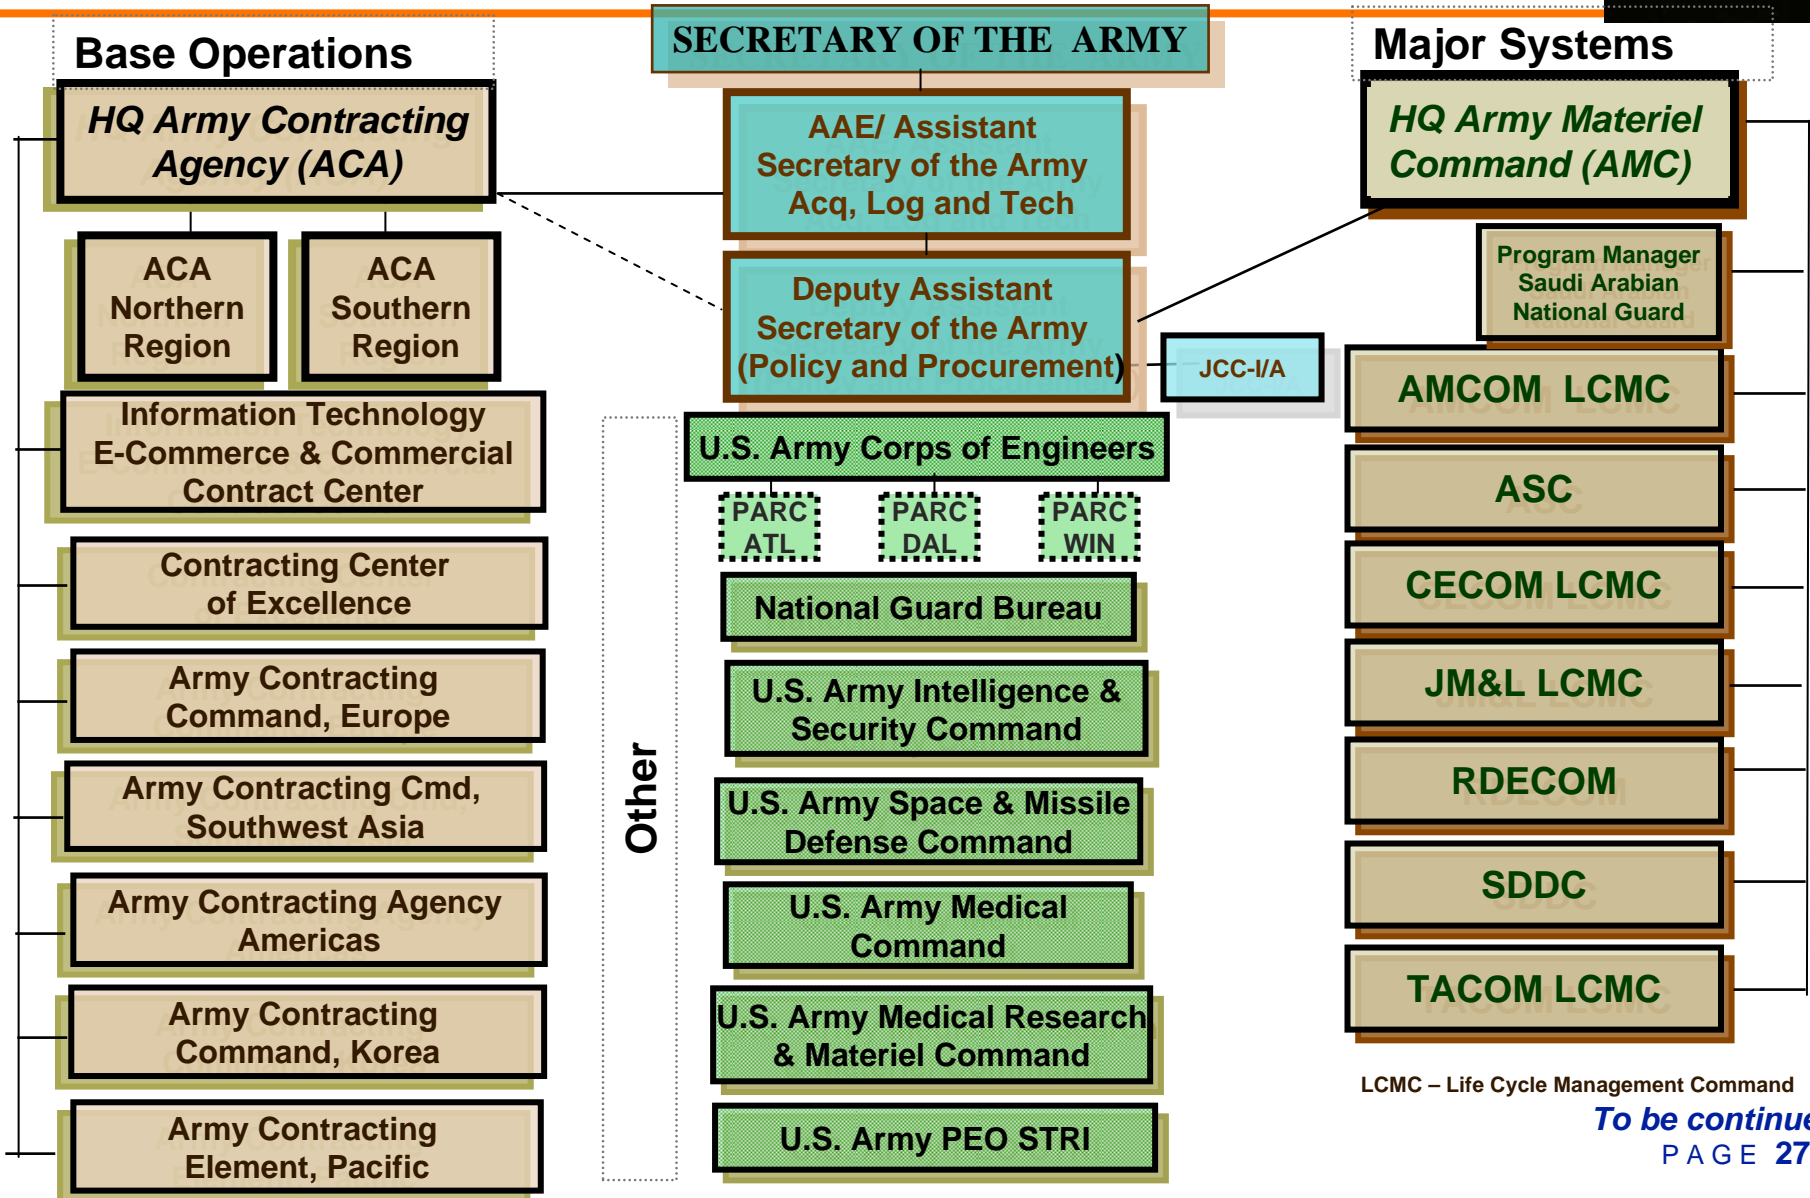 SECRETARY OF THE ARMY
Base Operations
HQ Army Contracting
Agency (ACA)
ACA
Northern
Region
ACA
Southern
Region
Information Technology
E-Commerce & Commercial
Contract Center
Contracting Center
of Excellence
Army Contracting
Command, Europe
Army Contracting Cmd,
Southwest Asia
Army Contracting Agency
Americas
Army Contracting
Command, Korea
Army Contracting
Element, Pacific
AAE/ Assistant
Secretary of the Army
Acq, Log and Tech
Deputy Assistant
Secretary of the Army
(Policy and Procurement)
JCC-I/A
Other
U.S. Army Corps of Engineers
PARC
ATL
PARC
DAL
PARC
WIN
National Guard Bureau
U.S. Army Intelligence &
Security Command
U.S. Army Space & Missile
Defense Command
U.S. Army Medical
Command
U.S. Army Medical Research
& Materiel Command
U.S. Army PEO STRI
Major Systems
HQ Army Materiel
Command (AMC)
Program Manager
Saudi Arabian
National Guard
AMCOM LCMC
ASC
CECOM LCMC
JM&L LCMC
RDECOM
SDDC
TACOM LCMC
LCMC – Life Cycle Management Command
To be continue
PAGE 27